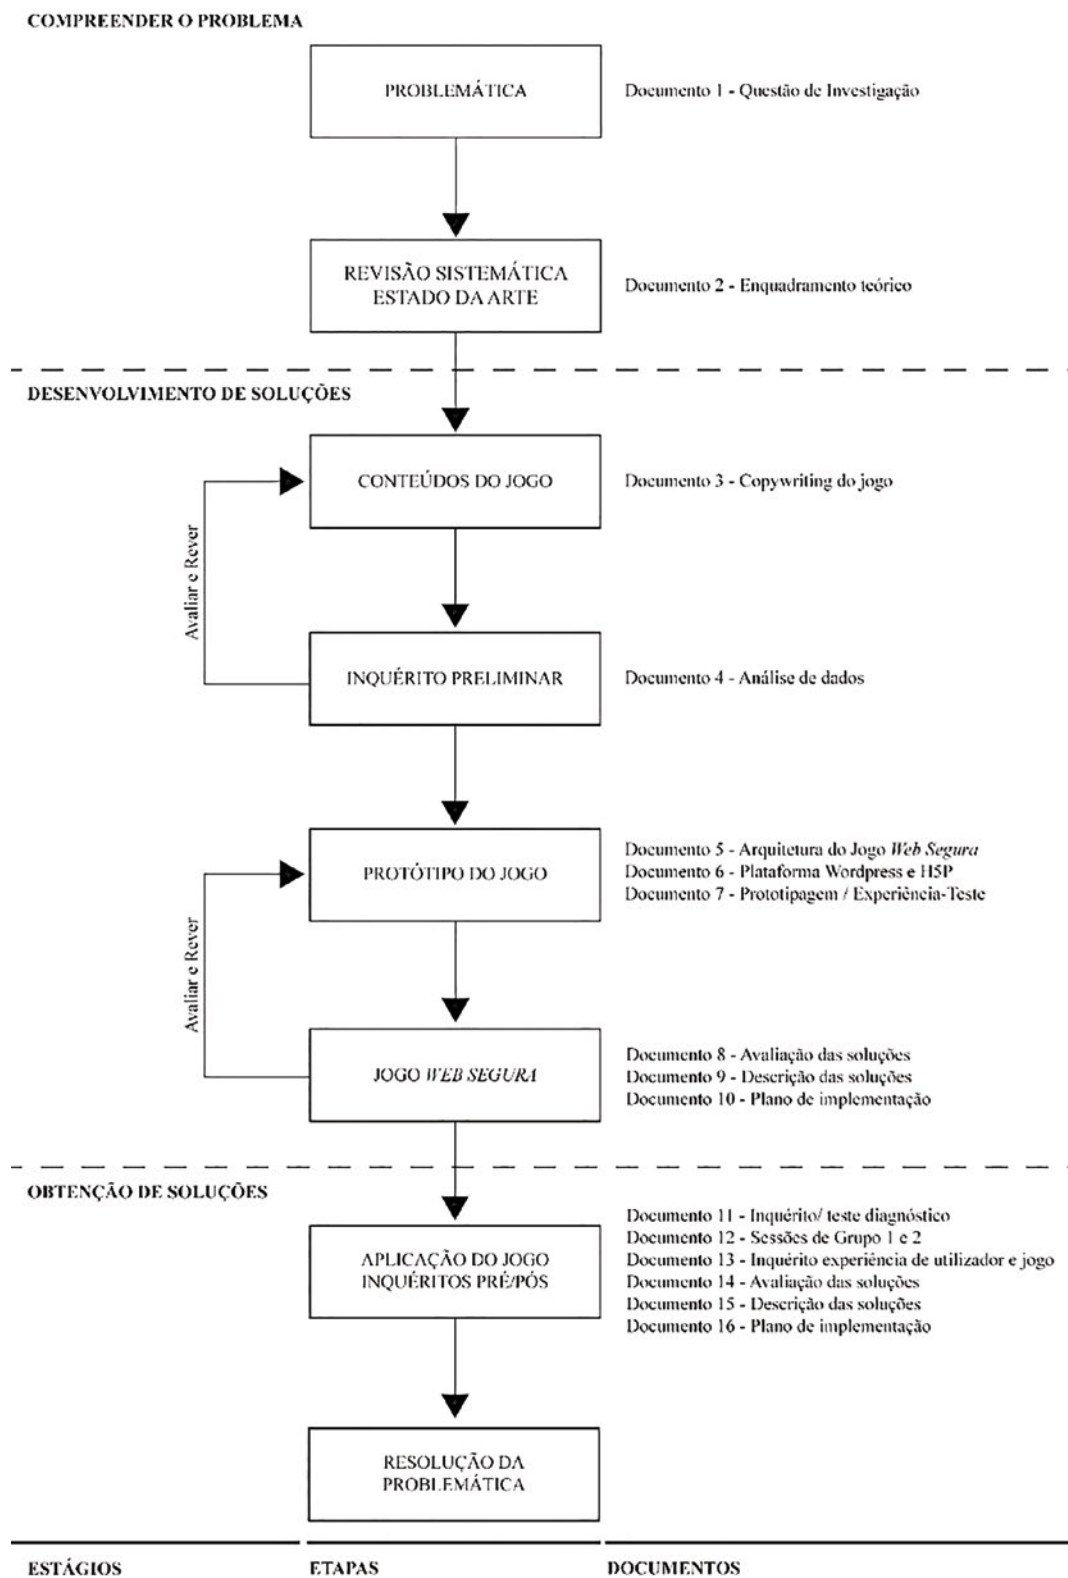 COMPREENDER O PROBLEMA
PROBLEMÁTICA
Documento 1 - Questão de Investigação
REVISÃO SISTEMÁTICA
ESTADO DA ARTE
Documento 2 - Enquadramento teórico
DESENVOLVIMENTO DE SOLUÇÕES
CONTEÚDOS DO JOGO
Documento 3 - Copywriting do jogo
Avaliar e Rever
INQUÉRITO PRELIMINAR
Documento 4 - Análise de dados
PROTÓTIPO DO JOGO
Documento 5 - Arquitetura do Jogo Web Segura
Documento 6 - Plataforma Wordpress e H5P
Documento 7 - Prototipagem / Experiência-Teste
Avaliar e Rever
JOGO WEB SEGURA
Documento 8 - Avaliação das soluções
Documento 9 - Descrição das soluções
Documento 10 - Plano de implementação
OBTENÇÃO DE SOLUÇÕES
APLICAÇÃO DO JOGO
INQUÉRITOS PRÉ/PÓS
Documento 11 - Inquérito/ teste diagnóstico
Documento 12 - Sessões de Grupo 1 e 2
Documento 13 - Inquérito experiência de utilizador e jogo
Documento 14 - Avaliação das soluções
Documento 15 - Descrição das soluções
Documento 16 - Plano de implementação
RESOLUÇÃO DA
PROBLEMÁTICA
ESTÁGIOS
ETAPAS
DOCUMENTOS